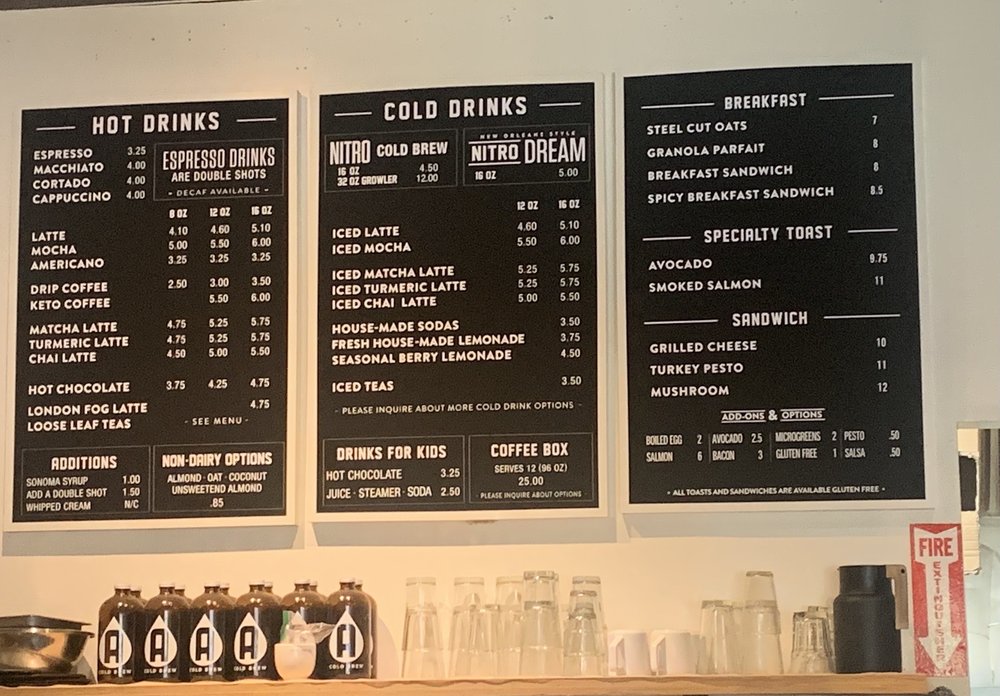 HOT DRINKS
ESPRESSO 3.25
MACCHIATO 4.00
CORTADO 4.00
CAPPUCCINO 4.00
ESPRESSO DRINKS
ARE DOUBLE SHOTS
- DECAF AVAILABLE -
8 OZ 12 OZ 16 OZ
LATTE 4.10 4.60 5.10
MOCHA 5.00 5.50 6.00
AMERICANO 3.25 3.25 3.25
DRIP COFFEE 2.50 3.00 3.50
KETO COFFEE 5.50 6.00
MATCHA LATTE 4.75 5.25 5.75
TURMERIC LATTE 4.75 5.25 5.75
CHAI LATTE 4.50 5.00 5.50
HOT CHOCOLATE 3.75 4.25 4.75
LONDON FOG LATTE 4.75
LOOSE LEAF TEAS - SEE MENU -
ADDITIONS
SONOMA SYRUP 1.00
ADD A DOUBLE SHOT 1.50
WHIPPED CREAM N/C
NON-DAIRY OPTIONS
ALMOND · OAT · COCONUT
UNSWEETEND ALMOND
.85
COLD DRINKS
NITRO COLD BREW
16 OZ 4.50
32 OZ GROWLER 12.00
NEW ORLEANS STYLE
NITRO DREAM
16 OZ 5.00
12 OZ 16 OZ
ICED LATTE 4.60 5.10
ICED MOCHA 5.50 6.00
ICED MATCHA LATTE 5.25 5.75
ICED TURMERIC LATTE 5.25 5.75
ICED CHAI LATTE 5.00 5.50
HOUSE-MADE SODAS 3.50
FRESH HOUSE-MADE LEMONADE 3.75
SEASONAL BERRY LEMONADE 4.50
ICED TEAS 3.50
- PLEASE INQUIRE ABOUT MORE COLD DRINK OPTIONS -
DRINKS FOR KIDS
HOT CHOCOLATE 3.25
JUICE · STEAMER · SODA 2.50
COFFEE BOX
SERVES 12 (96 OZ)
25.00
- PLEASE INQUIRE ABOUT OPTIONS -
BREAKFAST
STEEL CUT OATS 7
GRANOLA PARFAIT 8
BREAKFAST SANDWICH 8
SPICY BREAKFAST SANDWICH 8.5
SPECIALTY TOAST
AVOCADO 9.75
SMOKED SALMON 11
SANDWICH
GRILLED CHEESE 10
TURKEY PESTO 11
MUSHROOM 12
ADD-ONS & OPTIONS
BOILED EGG 2 AVOCADO 2.5 MICROGREENS 2 PESTO .50
SALMON 6 BACON 3 GLUTEN FREE 1 SALSA .50
- ALL TOASTS AND SANDWICHES ARE AVAILABLE GLUTEN FREE -
A A A A A
COLD BREW COLD BREW COLD BREW COLD BREW COLD BREW
FIRE
EXTINGUISHER